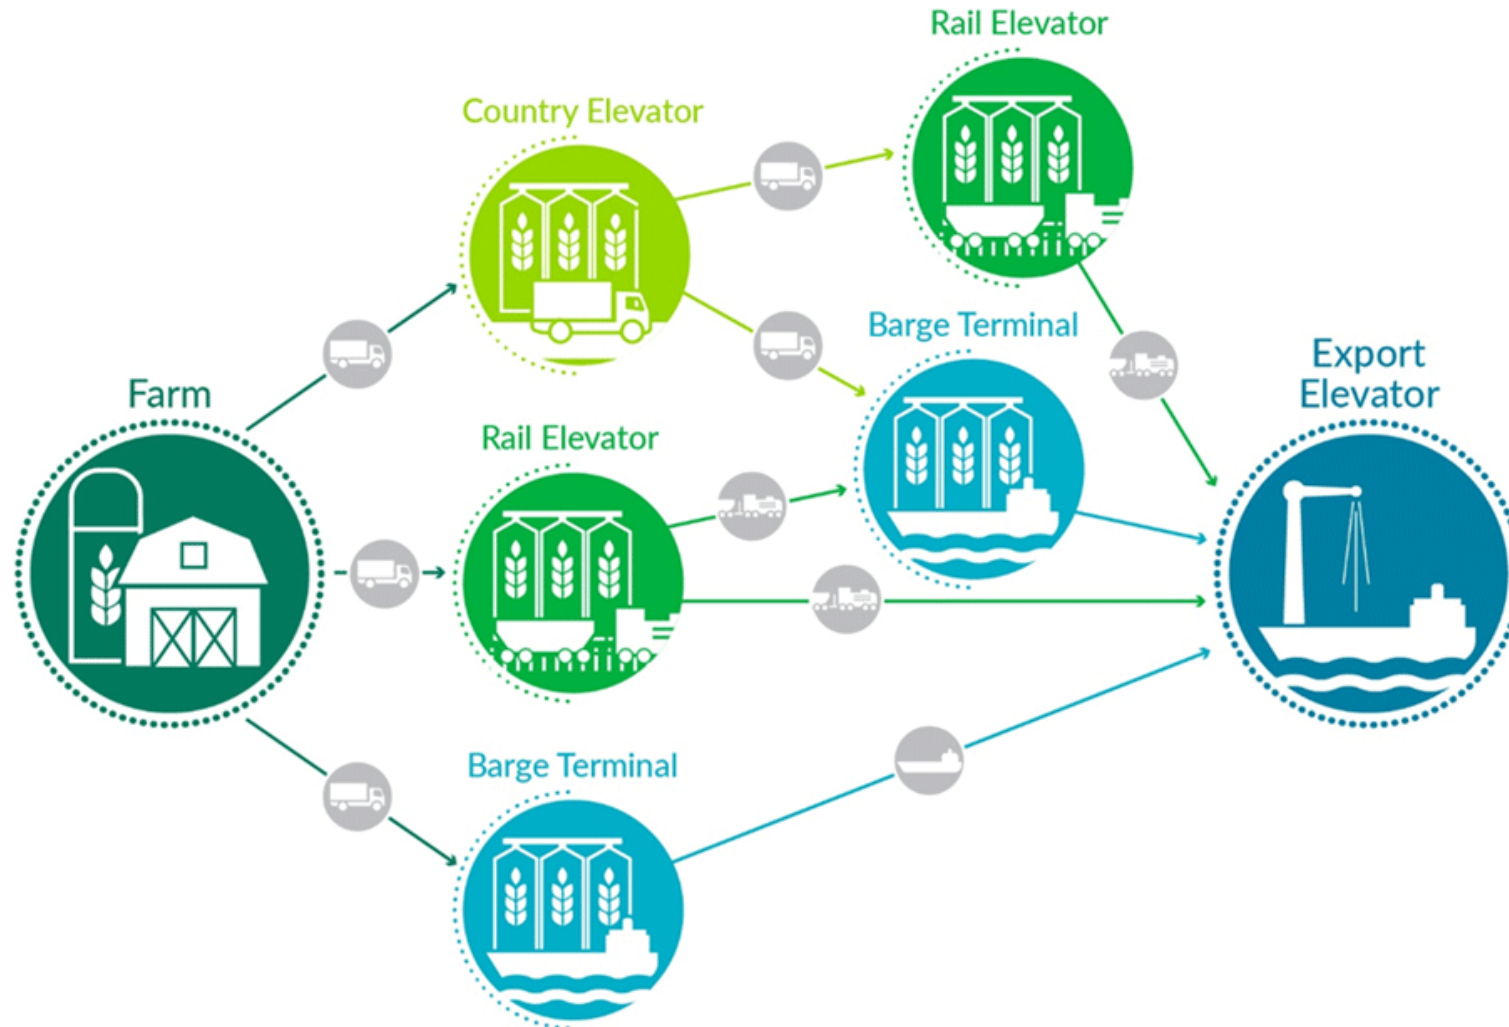 Rail Elevator
Country Elevator
Barge Terminal
Export
Elevator
Farm
Rail Elevator
Barge Terminal